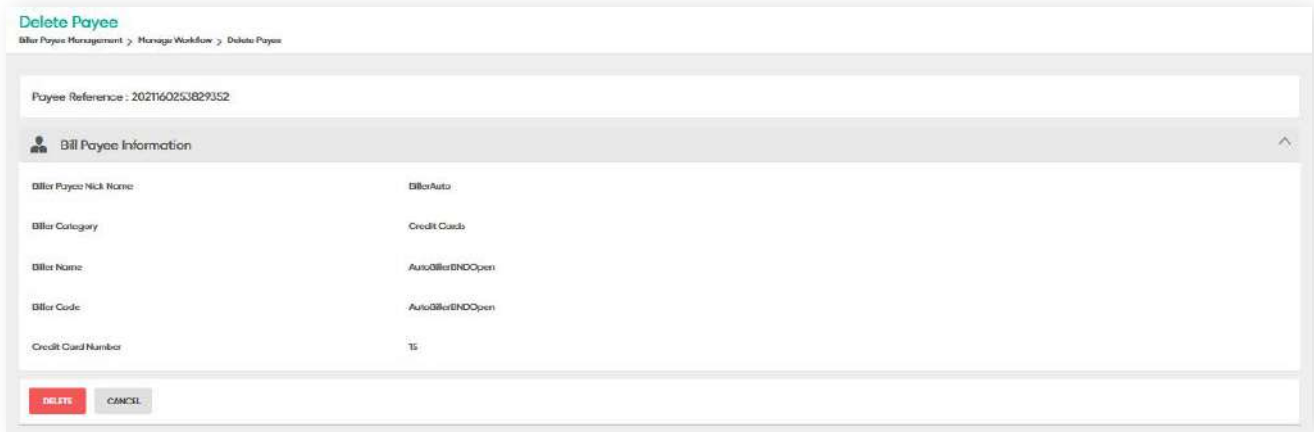 Delete Payee
Biller Payee Management > Manage Workflow > Delete Payee
Payee Reference : 2021160253829352
Bill Payee Information
Biller Payee Nick Name BillerAuto
Biller Category Credit Cards
Biller Name AutoBillerBNDOpen
Biller Code AutoBillerBNDOpen
Credit Card Number 15
DELETE CANCEL